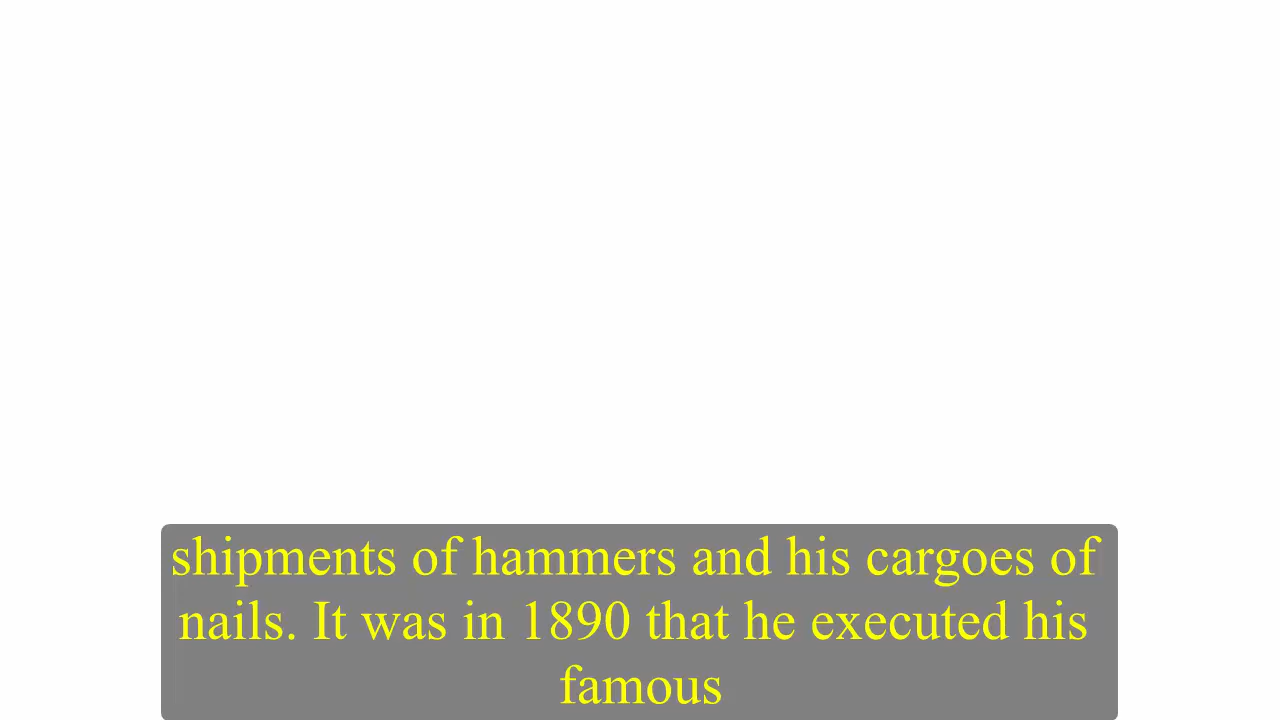 shipments of hammers and his cargoes of
nails. It was in 1890 that he executed his
famous